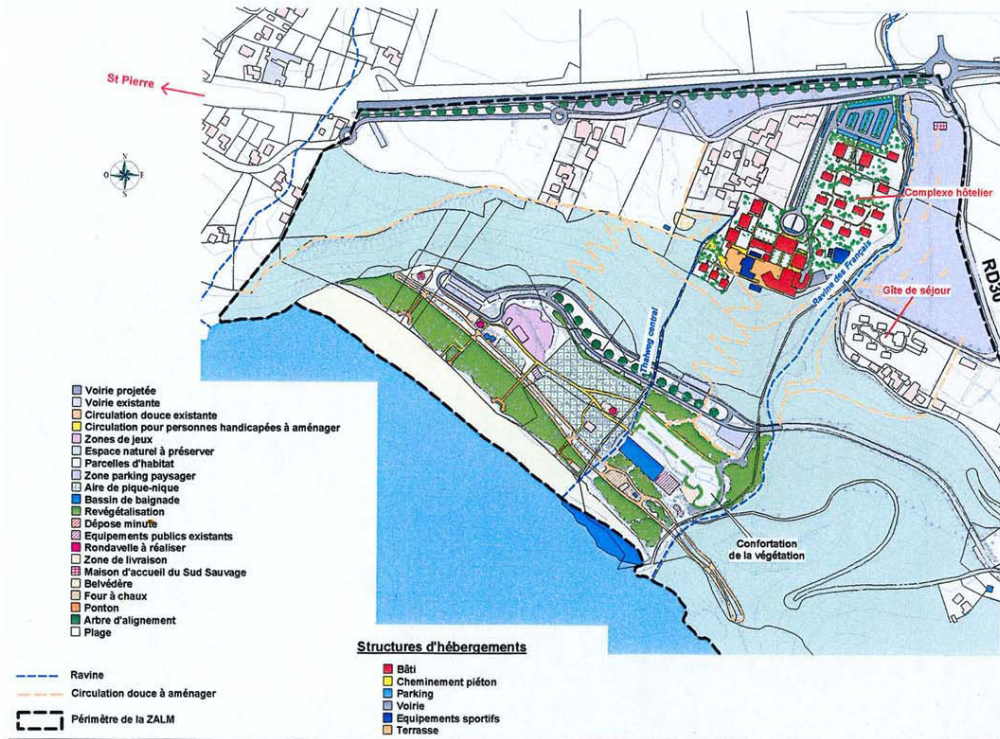 St Pierre
N
O E
S
Complexe hôtelier
RD30
Ravine des Français
Gîte de séjour
Thalweg central
Confortation
de la végétation
Voirie projetée
Voirie existante
Circulation douce existante
Circulation pour personnes handicapées à aménager
Zones de jeux
Espace naturel à préserver
Parcelles d'habitat
Zone parking paysager
Aire de pique-nique
Bassin de baignade
Revégétalisation
Dépose minute
Equipements publics existants
Rondavelle à réaliser
Zone de livraison
Maison d'accueil du Sud Sauvage
Belvédère
Four à chaux
Ponton
Arbre d'alignement
Plage
Ravine
Circulation douce à aménager
Périmètre de la ZALM
Structures d'hébergements
Bâti
Cheminement piéton
Parking
Voirie
Equipements sportifs
Terrasse